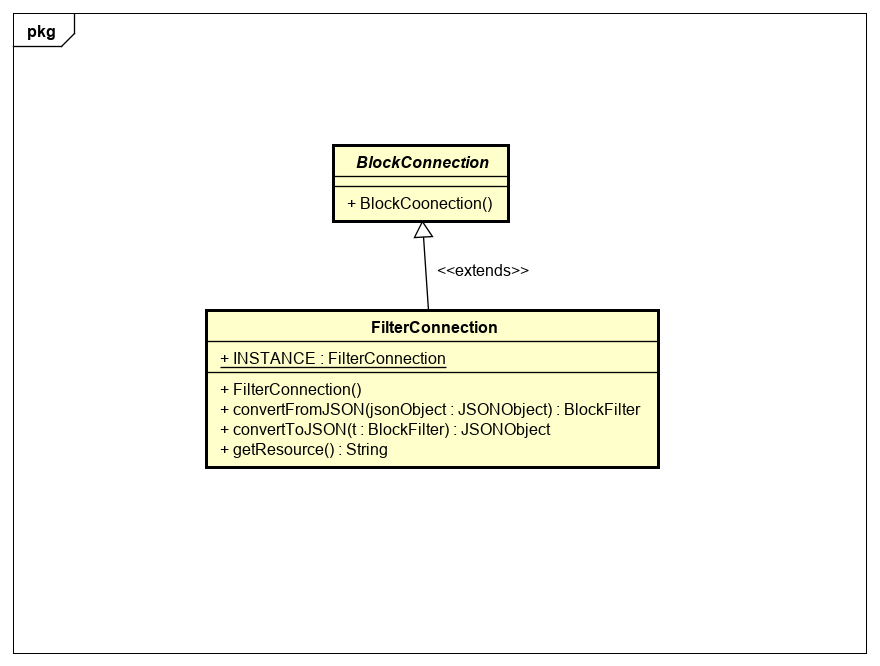 pkg
BlockConnection
+ BlockCoonection()
<<extends>>
FilterConnection
+ INSTANCE : FilterConnection
+ FilterConnection()
+ convertFromJSON(jsonObject : JSONObject) : BlockFilter
+ convertToJSON(t : BlockFilter) : JSONObject
+ getResource() : String